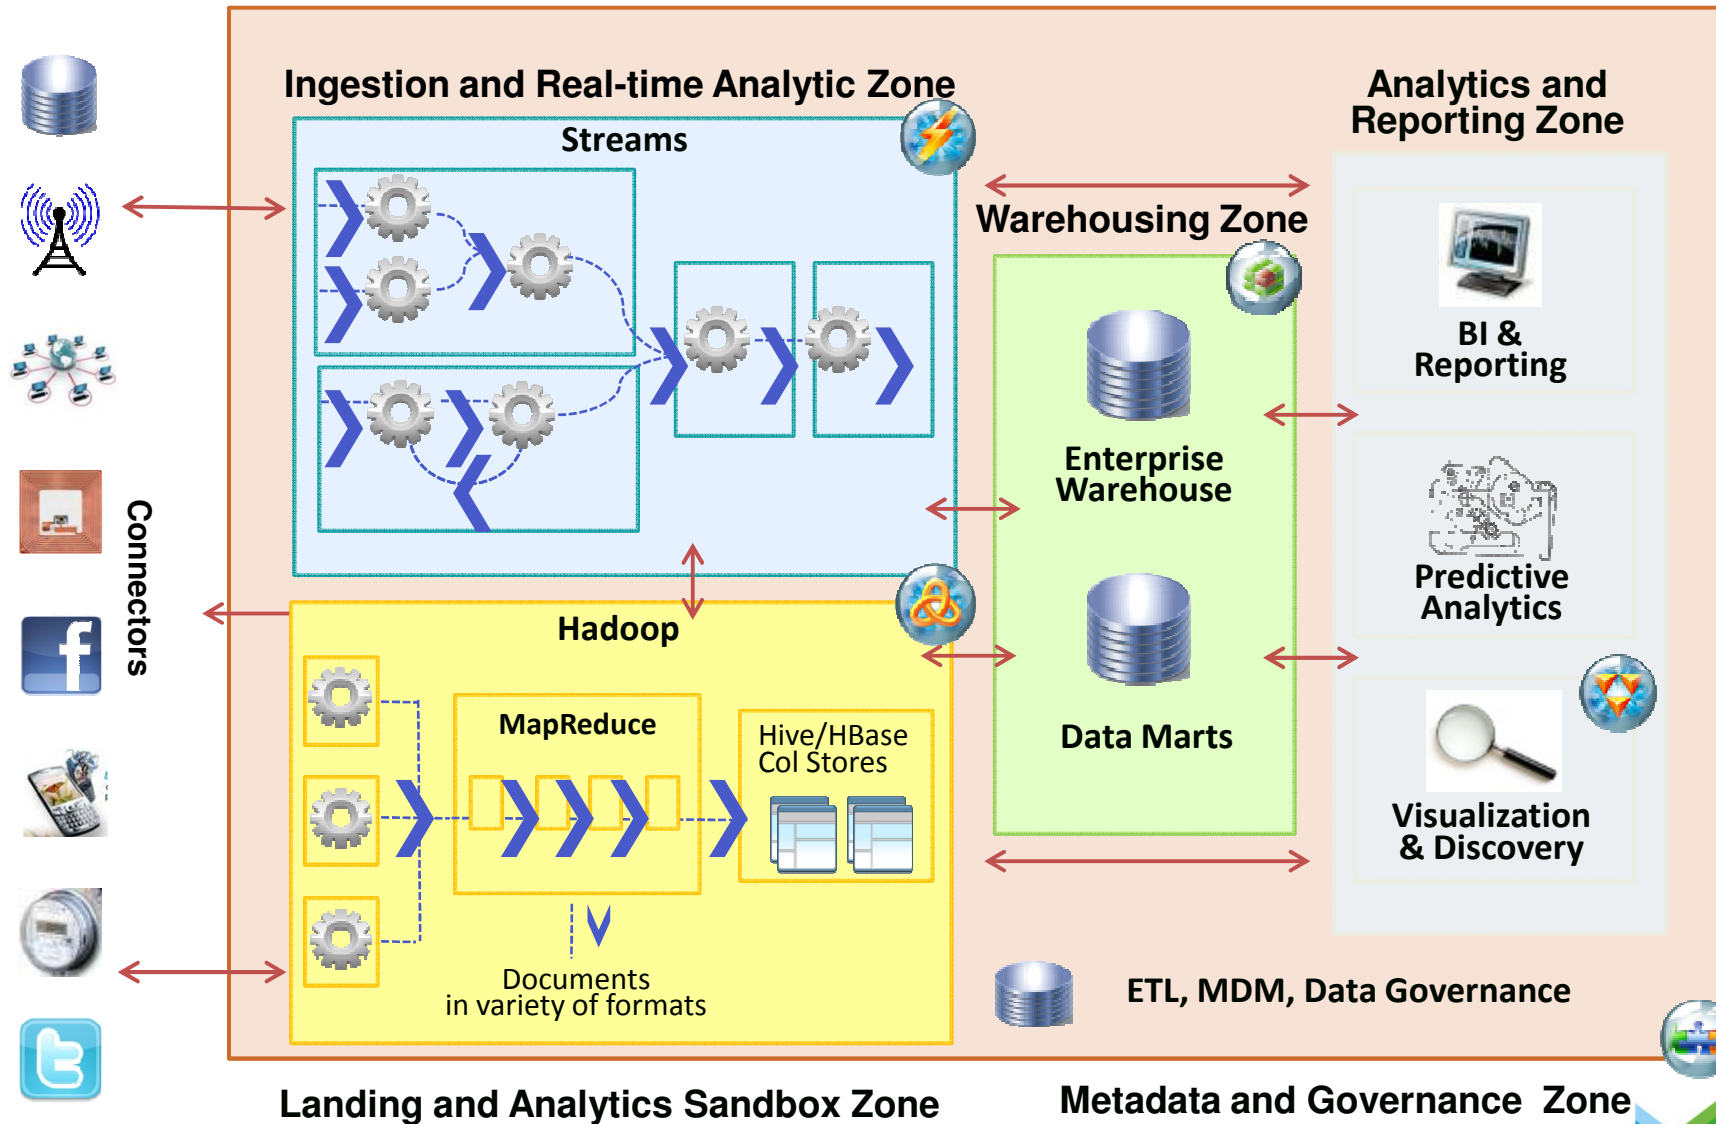 Ingestion and Real-time Analytic Zone
Streams
Analytics and
Reporting Zone
Warehousing Zone
BI &
Reporting
Enterprise
Warehouse
Predictive
Analytics
Connectors
f
Hadoop
MapReduce
Hive/HBase
Col Stores
Data Marts
Visualization
& Discovery
Documents
in variety of formats
ETL, MDM, Data Governance
t
Landing and Analytics Sandbox Zone
Metadata and Governance Zone